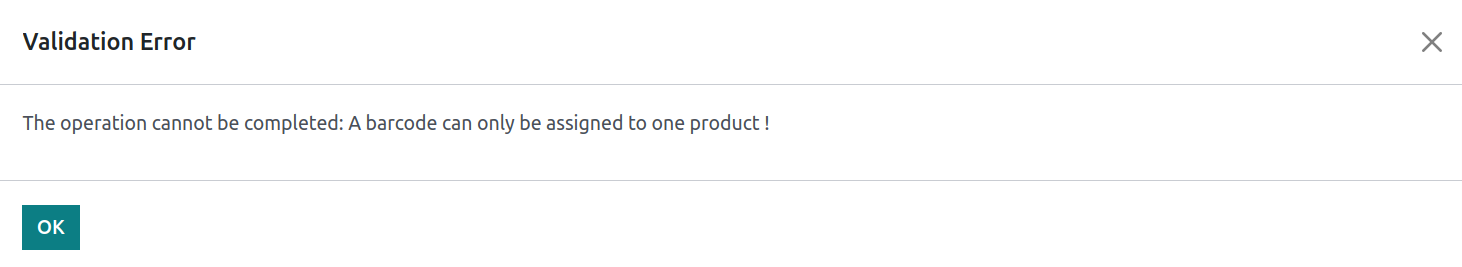 Validation Error
The operation cannot be completed: A barcode can only be assigned to one product !
OK